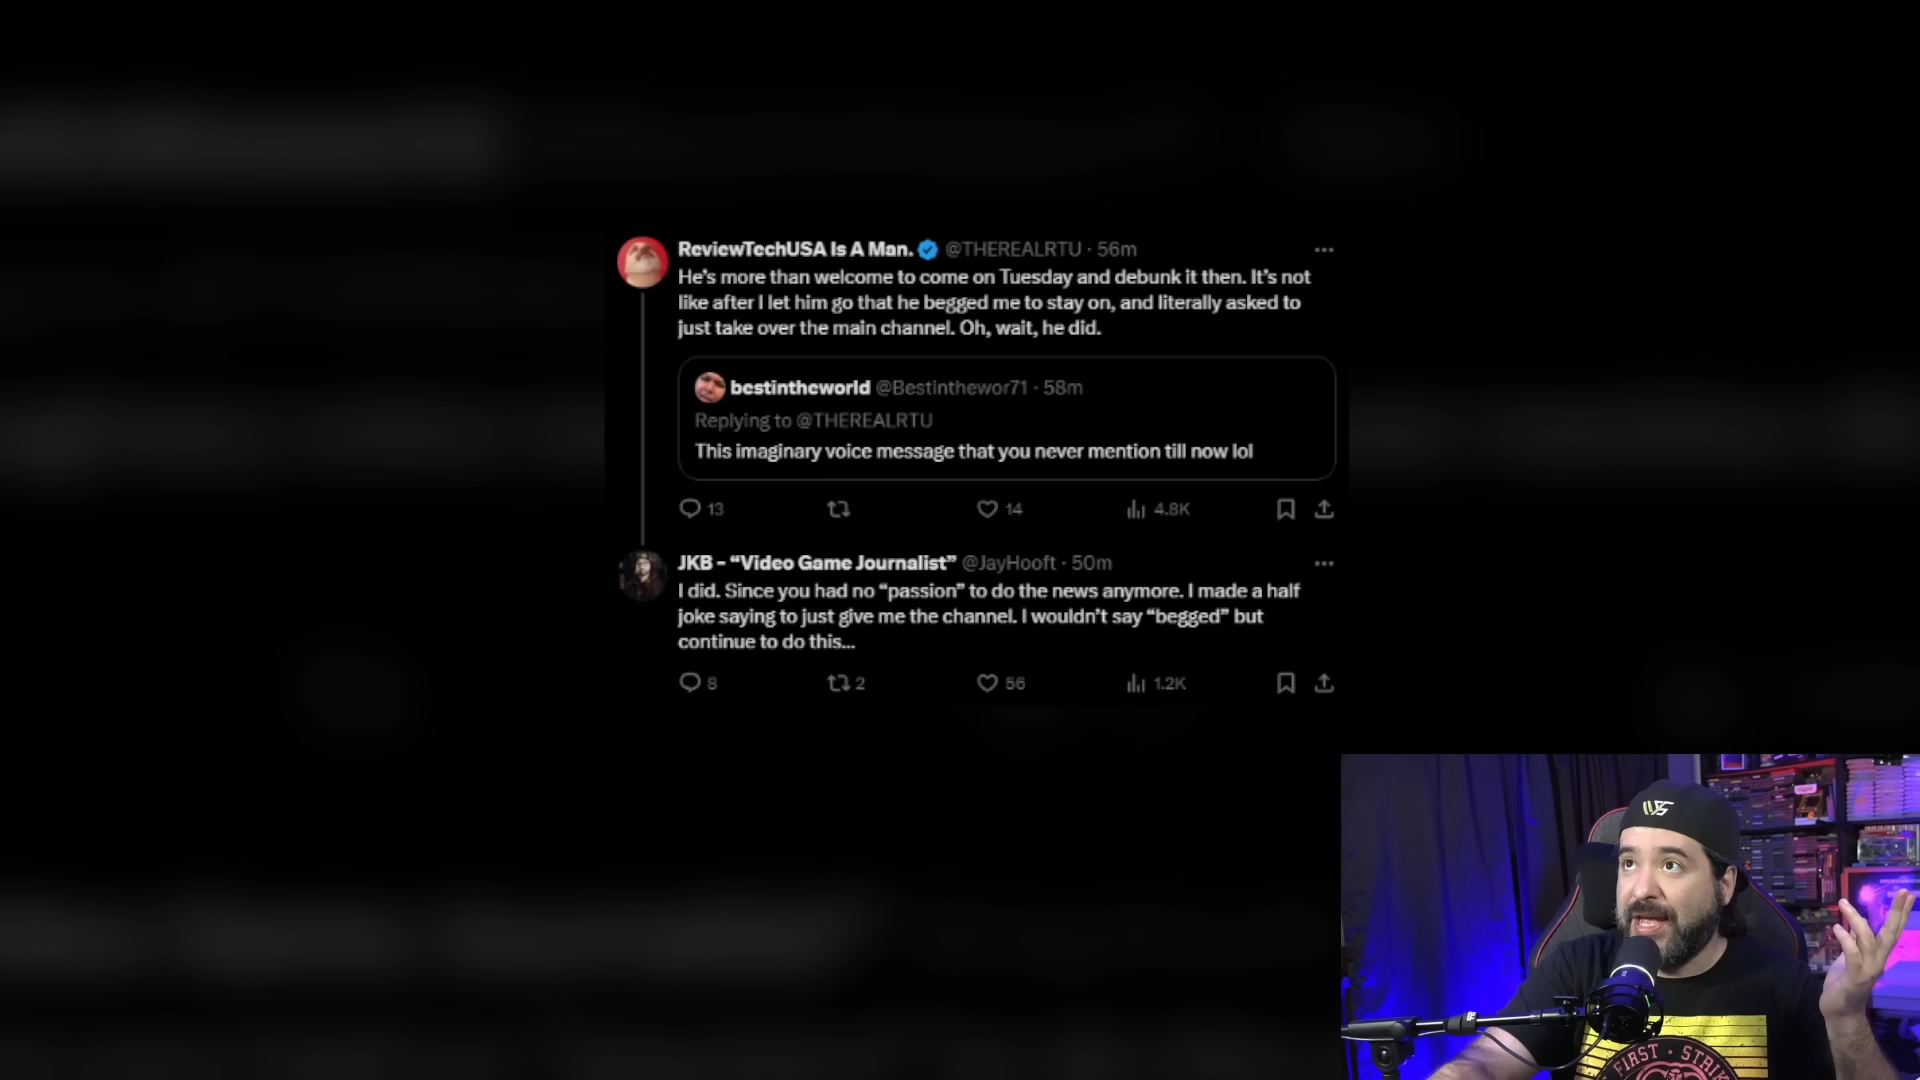 ReviewTechUSA Is A Man. @THEREALRTU · 56m
He's more than welcome to come on Tuesday and debunk it then. It's not
like after I let him go that he begged me to stay on, and literally asked to
just take over the main channel. Oh, wait, he did.
bestintheworld @Bestinthewor71 · 58m
Replying to @THEREALRTU
This imaginary voice message that you never mention till now lol
13 14 4.8K
JKB - “Video Game Journalist” @JayHooft · 50m
I did. Since you had no “passion” to do the news anymore. I made a half
joke saying to just give me the channel. I wouldn't say “begged” but
continue to do this...
8 2 56 1.2K
FIRST · STRIK